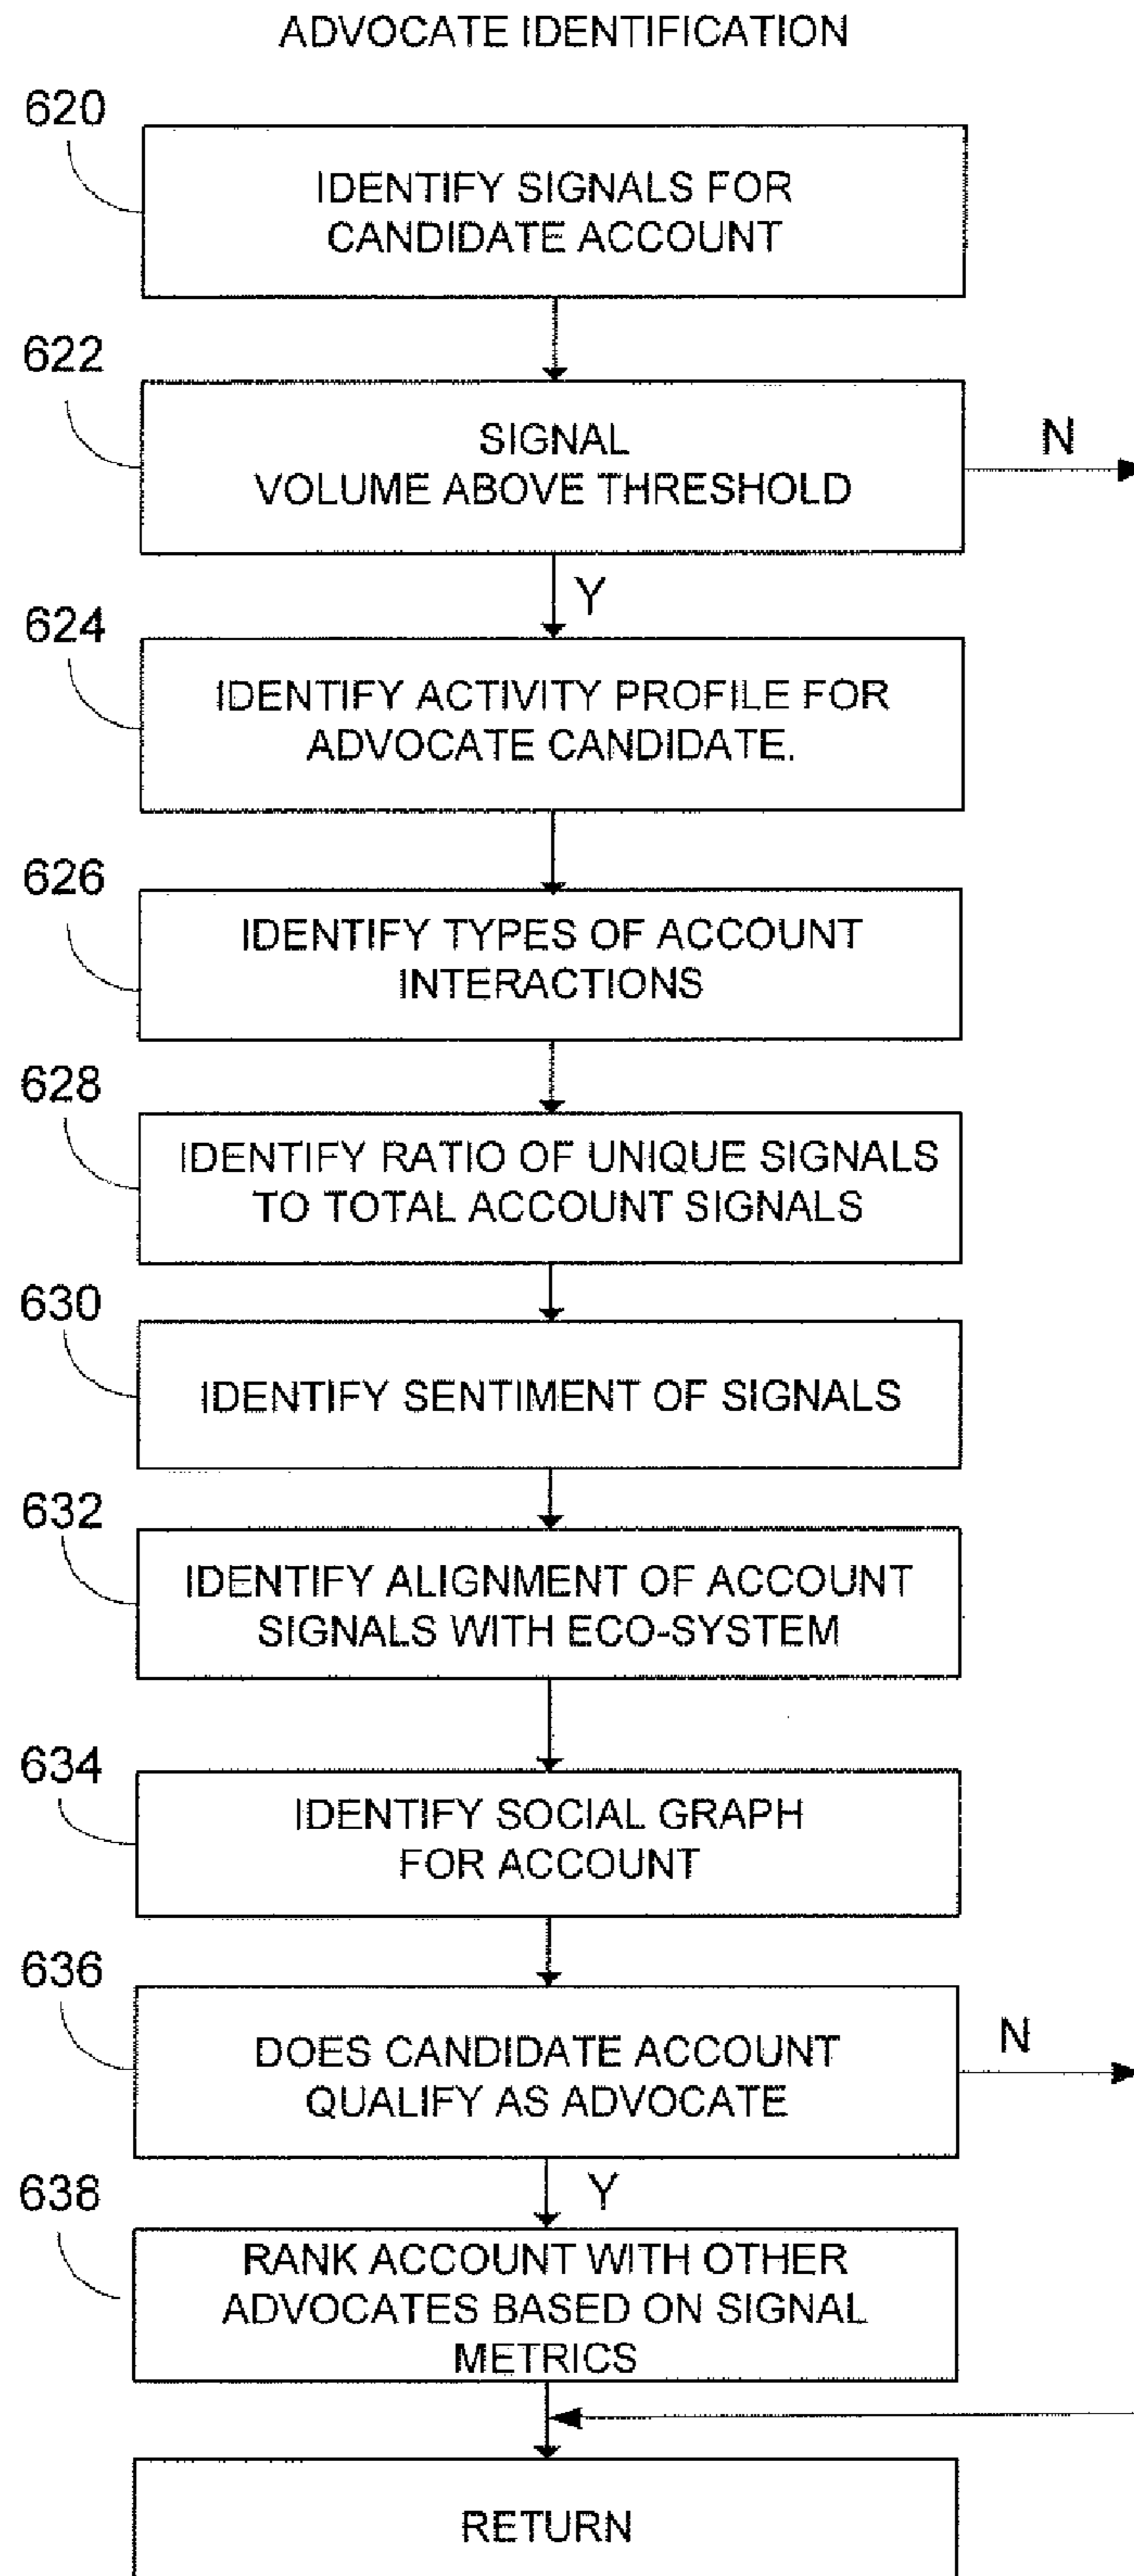 ADVOCATE IDENTIFICATION
620
IDENTIFY SIGNALS FOR
CANDIDATE ACCOUNT
622
SIGNAL
VOLUME ABOVE THRESHOLD
N
Y
624
IDENTIFY ACTIVITY PROFILE FOR
ADVOCATE CANDIDATE.
626
IDENTIFY TYPES OF ACCOUNT
INTERACTIONS
628
IDENTIFY RATIO OF UNIQUE SIGNALS
TO TOTAL ACCOUNT SIGNALS
630
IDENTIFY SENTIMENT OF SIGNALS
632
IDENTIFY ALIGNMENT OF ACCOUNT
SIGNALS WITH ECO-SYSTEM
634
IDENTIFY SOCIAL GRAPH
FOR ACCOUNT
636
DOES CANDIDATE ACCOUNT
QUALIFY AS ADVOCATE
N
Y
638
RANK ACCOUNT WITH OTHER
ADVOCATES BASED ON SIGNAL
METRICS
RETURN